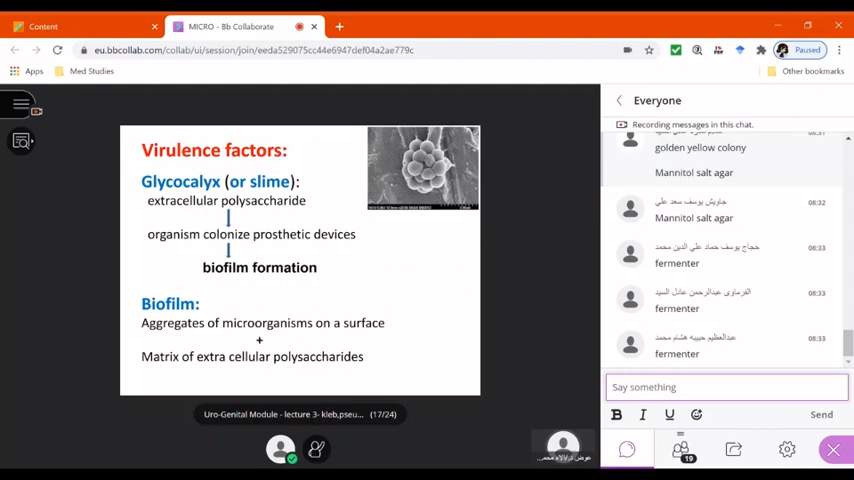 Content
MICRO - Bb Collaborate
eu.bbcollab.com/collab/ui/session/join/eeda529075cc44e6947def04a2ae779c
Paused
Apps
Med Studies
Other bookmarks
Virulence factors:
Glycocalyx (or slime):
extracellular polysaccharide
organism colonize prosthetic devices
biofilm formation
Biofilm:
Aggregates of microorganisms on a surface
+
Matrix of extra cellular polysaccharides
Uro-Genital Module - lecture 3- kleb,pseu... (17/24)
Everyone
Recording messages in this chat.
golden yellow colony
Mannitol salt agar
جاويش يوسف سعد علي
08:32
Mannitol salt agar
حجاج يوسف حماد علي الدين محمد
08:33
fermenter
الفرماوى عبدالرحمن عادل السيد
08:33
fermenter
عبدالعظيم حبيبه هشام محمد
08:33
fermenter
Say something
B I U
Send
19